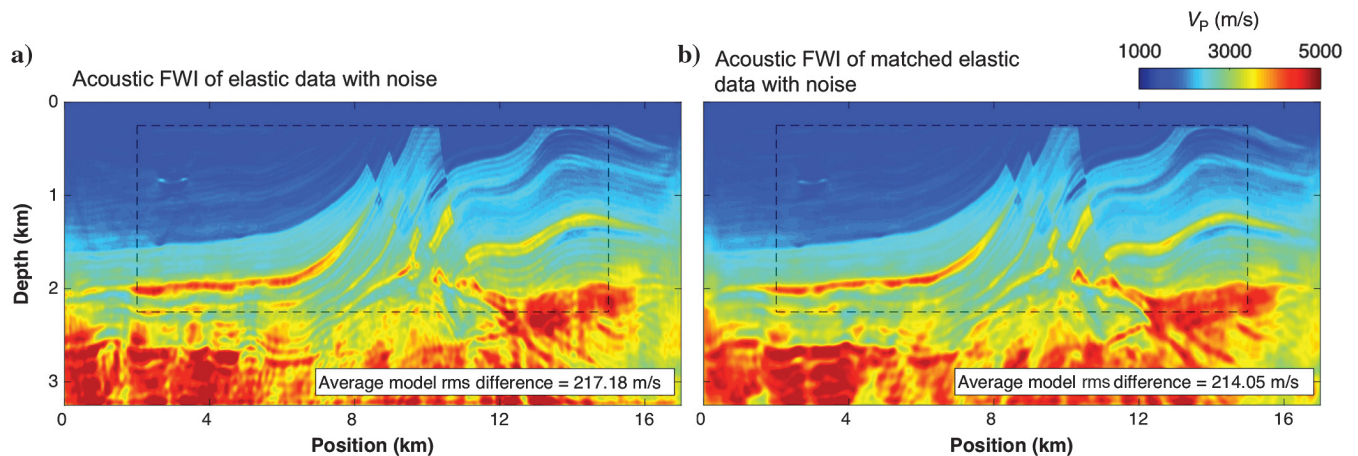 a)
Acoustic FWI of elastic data with noise
b)
Acoustic FWI of matched elastic
data with noise
VP (m/s)
1000 3000 5000
Depth (km)
0
1
2
3
Average model rms difference = 217.18 m/s
0 4 8 12 16
Position (km)
Average model rms difference = 214.05 m/s
0 4 8 12 16
Position (km)